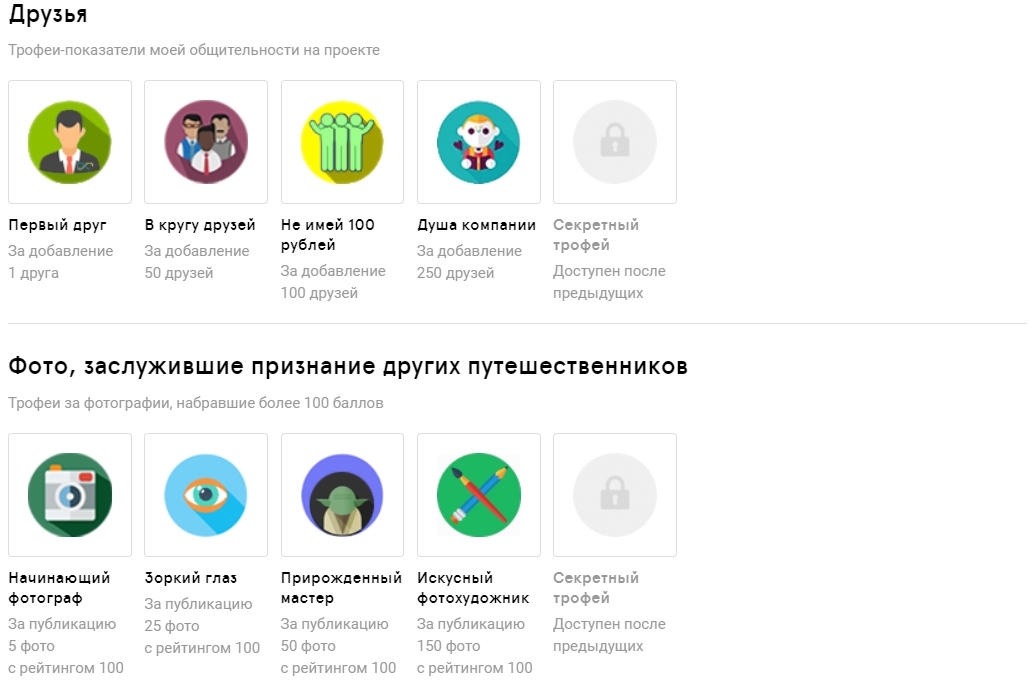 Друзья
Трофеи-показатели моей общительности на проекте
Первый друг
За добавление
1 друга
В кругу друзей
За добавление
50 друзей
Не имей 100
рублей
За добавление
100 друзей
Душа компании
За добавление
250 друзей
Секретный
трофей
Доступен после
предыдущих
Фото, заслужившие признание других путешественников
Трофеи за фотографии, набравшие более 100 баллов
Начинающий
фотограф
За публикацию
5 фото
с рейтингом 100
Зоркий глаз
За публикацию
25 фото
с рейтингом 100
Прирожденный
мастер
За публикацию
50 фото
с рейтингом 100
Искусный
фотохудожник
За публикацию
150 фото
с рейтингом 100
Секретный
трофей
Доступен после
предыдущих